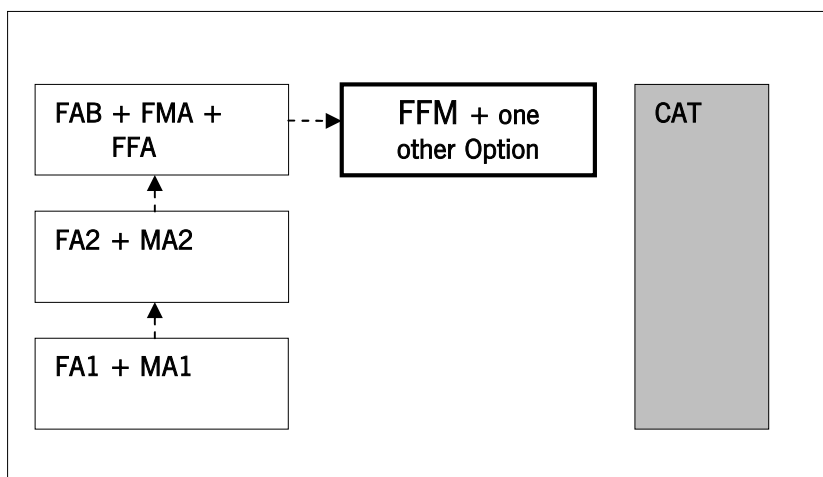 FAB + FMA +
FFA
FFM + one
other Option
CAT
FA2 + MA2
FA1 + MA1